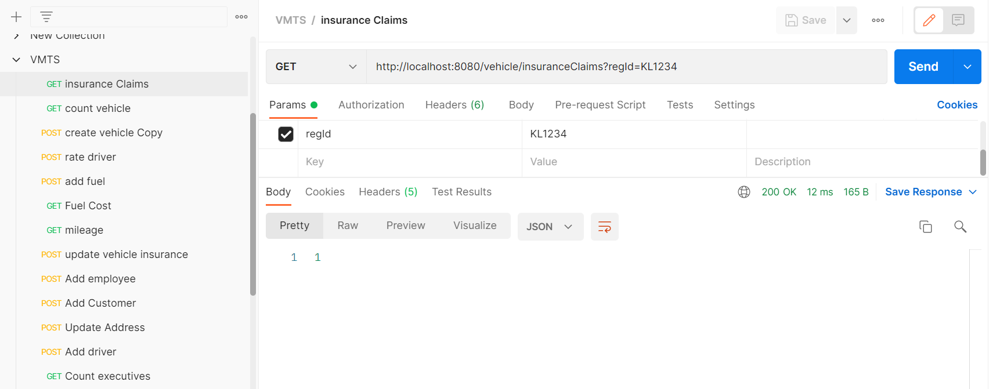 New Collection
VMTS
GET insurance Claims
GET count vehicle
POST create vehicle Copy
POST rate driver
POST add fuel
GET Fuel Cost
GET mileage
POST update vehicle insurance
POST Add employee
POST Add Customer
POST Update Address
POST Add driver
GET Count executives
VMTS / insurance Claims
Save
GET http://localhost:8080/vehicle/insuranceClaims?regId=KL1234 Send
Params Authorization Headers (6) Body Pre-request Script Tests Settings Cookies
regId KL1234
Key Value Description
Body Cookies Headers (5) Test Results 200 OK 12 ms 165 B Save Response
Pretty Raw Preview Visualize JSON
1 1